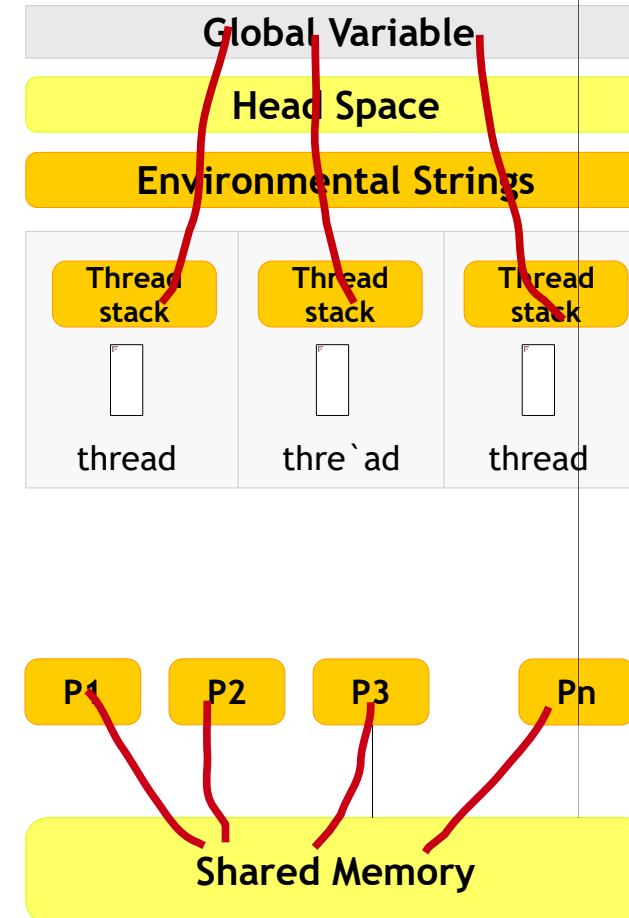 Global Variable
Head Space
Environmental Strings
Thread
stack
Thread
stack
Thread
stack
thread
thre`ad
thread
P1
P2
P3
Pn
Shared Memory